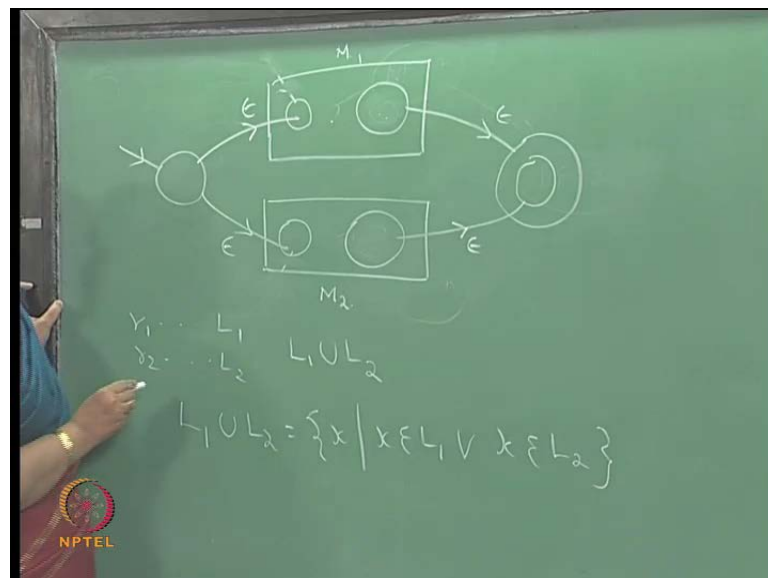 M₁
ε ε
ε ε
M₂
r₁ . . . L₁
r₂ . . . L₂ L₁ ∪ L₂
L₁ ∪ L₂ = {x | x ε L₁ V x ε L₂}
NPTEL